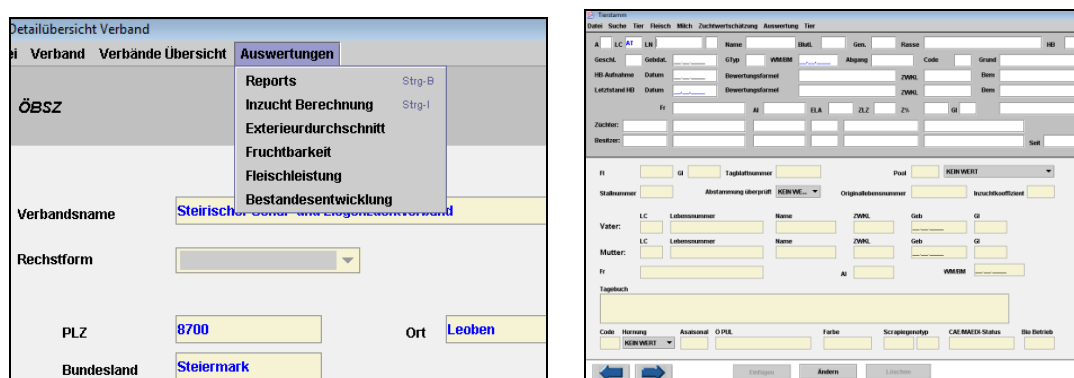 Detailübersicht Verband
ei Verband Verbände Übersicht Auswertungen
Reports Strg-B
Inzucht Berechnung Strg-I
Exterieurdurchschnitt
Fruchtbarkeit
Fleischleistung
Bestandesentwicklung
ÖBSZ
Verbandsname Steirischer Schaf- und Ziegenzuchtverband
Rechstform
PLZ 8700 Ort Leoben
Bundesland Steiermark
Tierstamm
Datei Suche Tier Fleisch Milch Zuchtwertschätzung Auswertung Tier
A LC AT LN Name Blutl. Gen. Rasse HB
Geschl. Gebdat. GTyp WM/BM Abgang Code Grund
HB-Aufnahme Datum Bewertungsformel ZWKL Bem
Letztstand HB Datum Bewertungsformel ZWKL Bem
Fr AI ELA ZLZ Z% GI
Züchter:
Besitzer: Seit
FI GI Tagblattnummer Pool KEIN WERT
Stallnummer Abstammung überprüft KEIN WE... Originallebensnummer Inzuchtkoeffizient
LC Lebensnummer Name ZWKL Geb GI
Vater:
LC Lebensnummer Name ZWKL Geb GI
Mutter:
Fr AI WM/BM
Tagebuch
Code Hornung Asaisonal Ö PUL Farbe Scrapiegenotyp CAE/MAEDI-Status Bio Betrieb
KEIN WERT
Einfügen Ändern Löschen